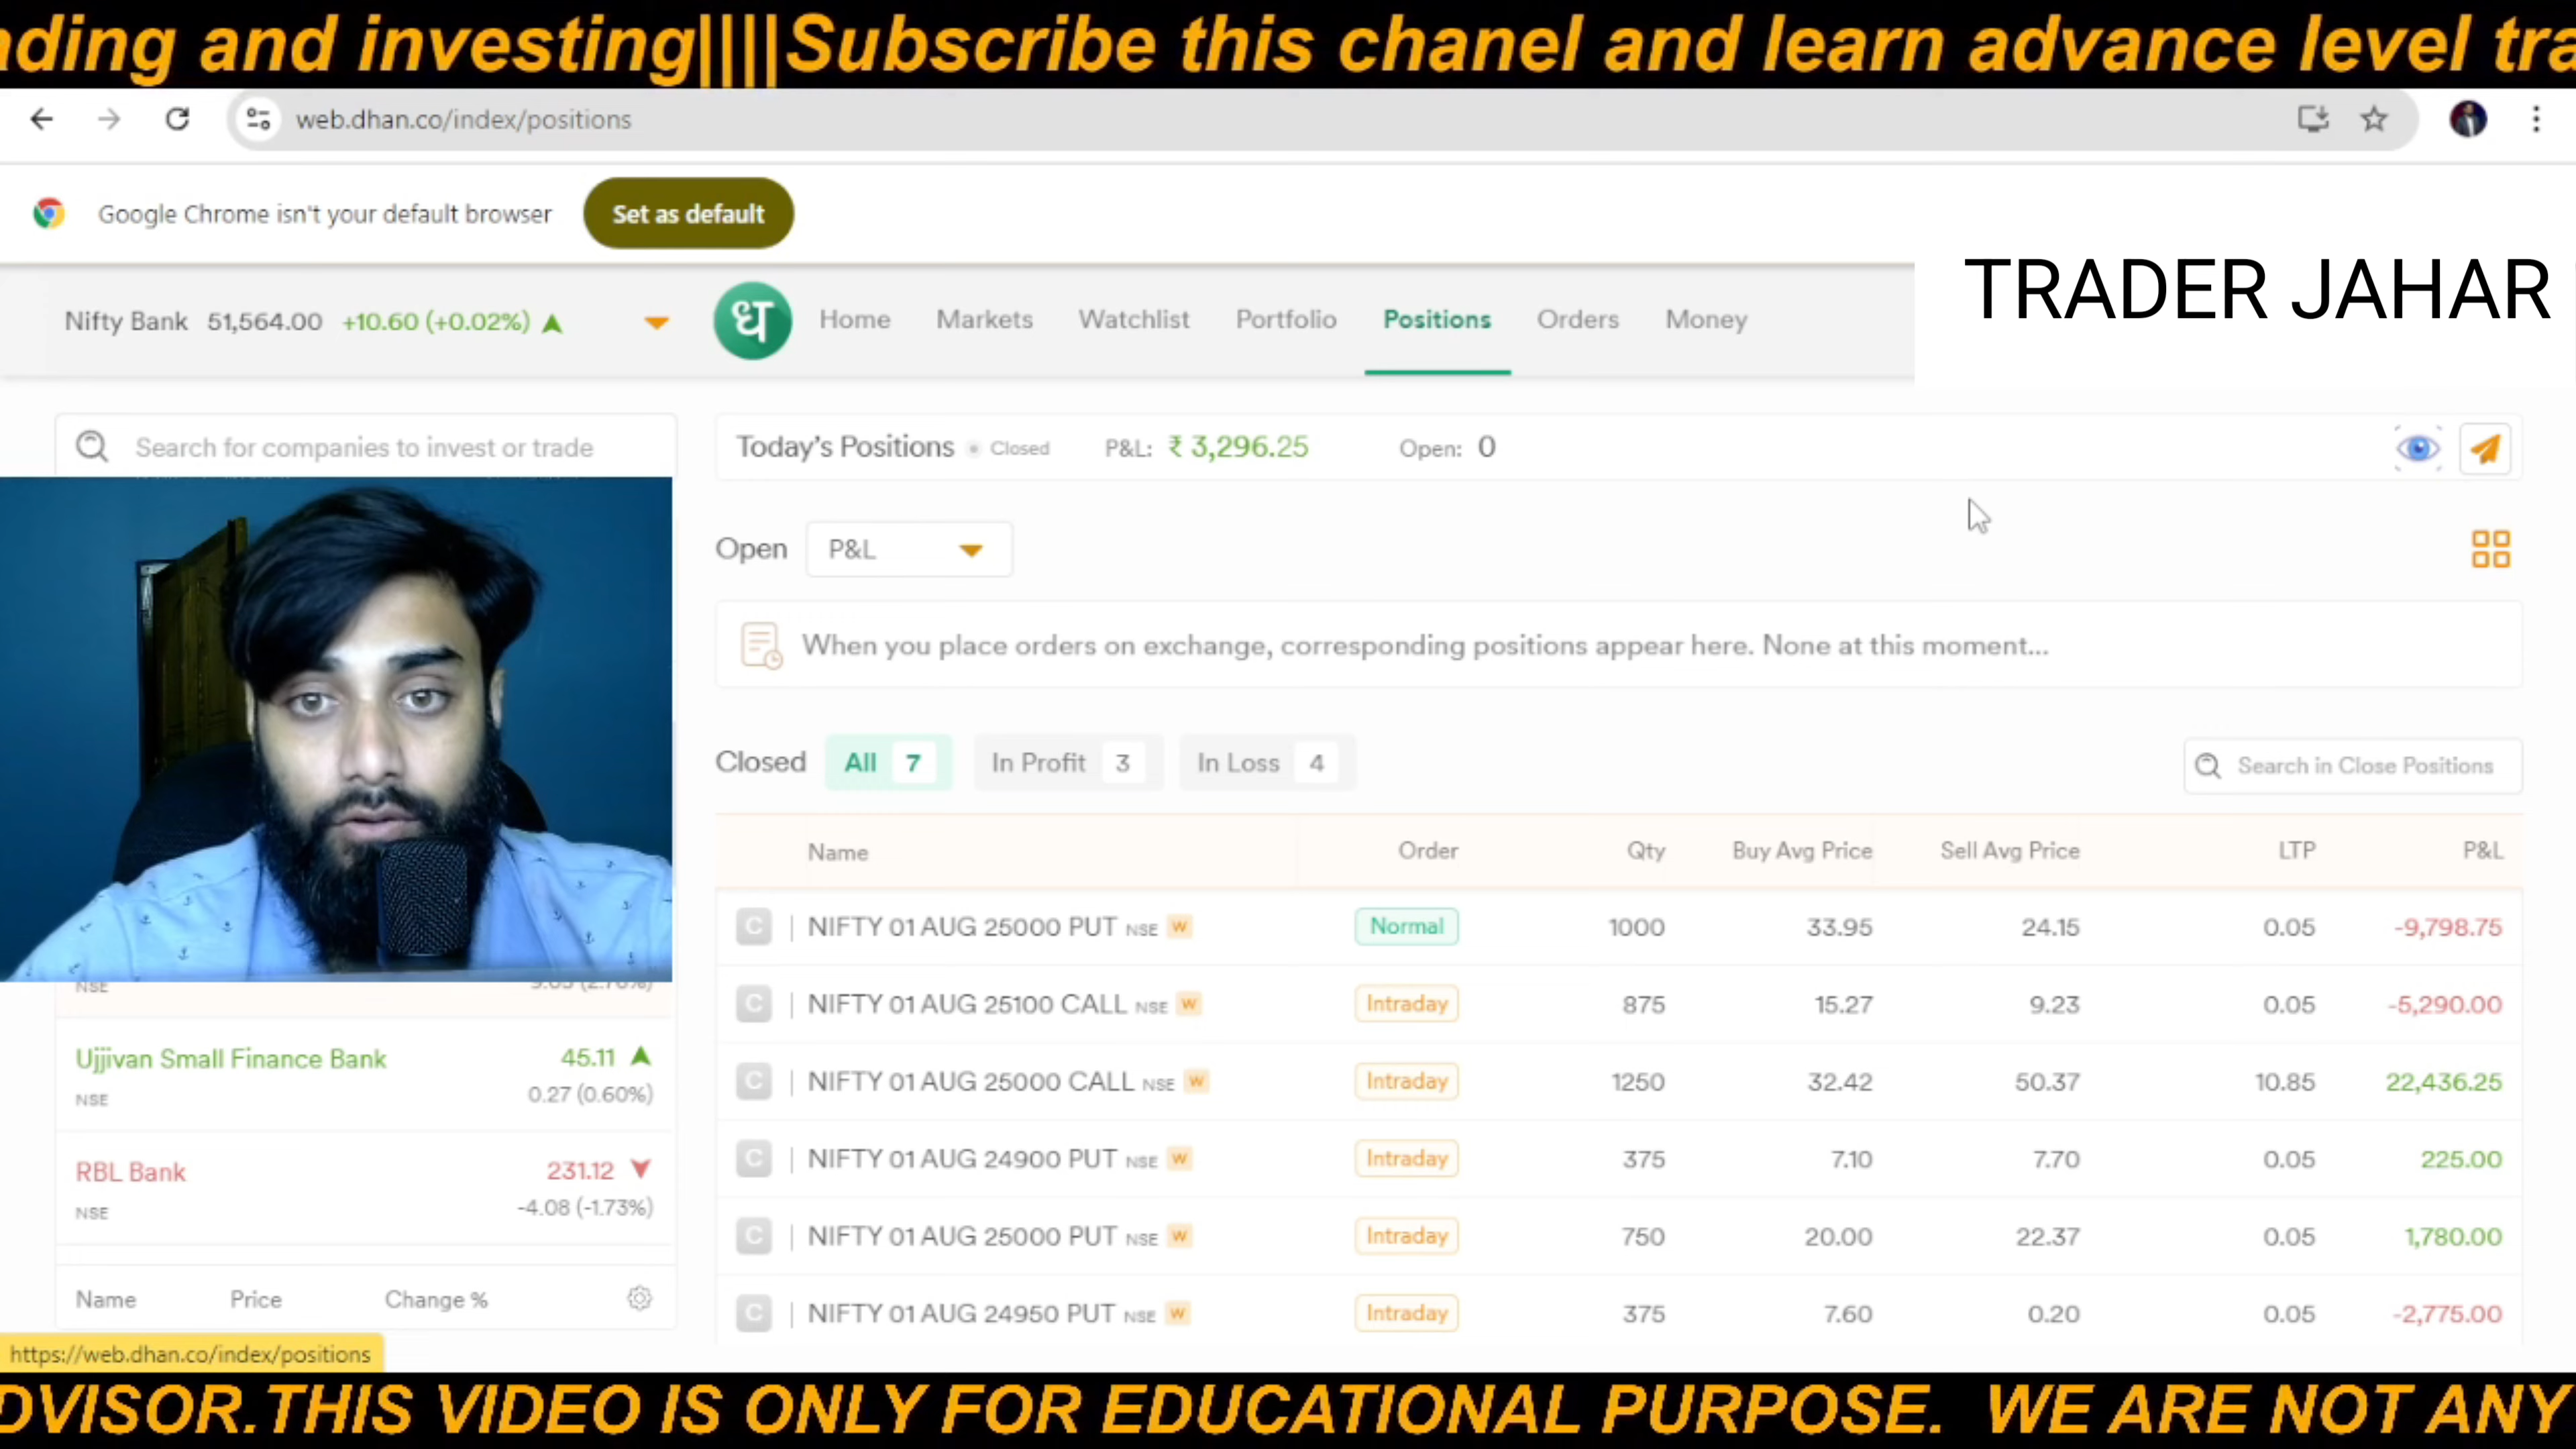 ading and investing||||Subscribe this chanel and learn advance level tra
web.dhan.co/index/positions
Google Chrome isn't your default browser
Set as default
TRADER JAHAR
Nifty Bank 51,564.00 +10.60 (+0.02%)
ध
Home Markets Watchlist Portfolio Positions Orders Money
Search for companies to invest or trade
Today's Positions Closed P&L: ₹ 3,296.25 Open: 0
Open P&L
When you place orders on exchange, corresponding positions appear here. None at this moment...
Closed All 7 In Profit 3 In Loss 4
Search in Close Positions
Name Order Qty Buy Avg Price Sell Avg Price LTP P&L
C | NIFTY 01 AUG 25000 PUT NSE W Normal 1000 33.95 24.15 0.05 -9,798.75
C | NIFTY 01 AUG 25100 CALL NSE W Intraday 875 15.27 9.23 0.05 -5,290.00
C | NIFTY 01 AUG 25000 CALL NSE W Intraday 1250 32.42 50.37 10.85 22,436.25
C | NIFTY 01 AUG 24900 PUT NSE W Intraday 375 7.10 7.70 0.05 225.00
C | NIFTY 01 AUG 25000 PUT NSE W Intraday 750 20.00 22.37 0.05 1,780.00
C | NIFTY 01 AUG 24950 PUT NSE W Intraday 375 7.60 0.20 0.05 -2,775.00
NSE
Ujjivan Small Finance Bank 45.11
NSE 0.27 (0.60%)
RBL Bank 231.12
NSE -4.08 (-1.73%)
Name Price Change %
https://web.dhan.co/index/positions
DVISOR.THIS VIDEO IS ONLY FOR EDUCATIONAL PURPOSE. WE ARE NOT ANY